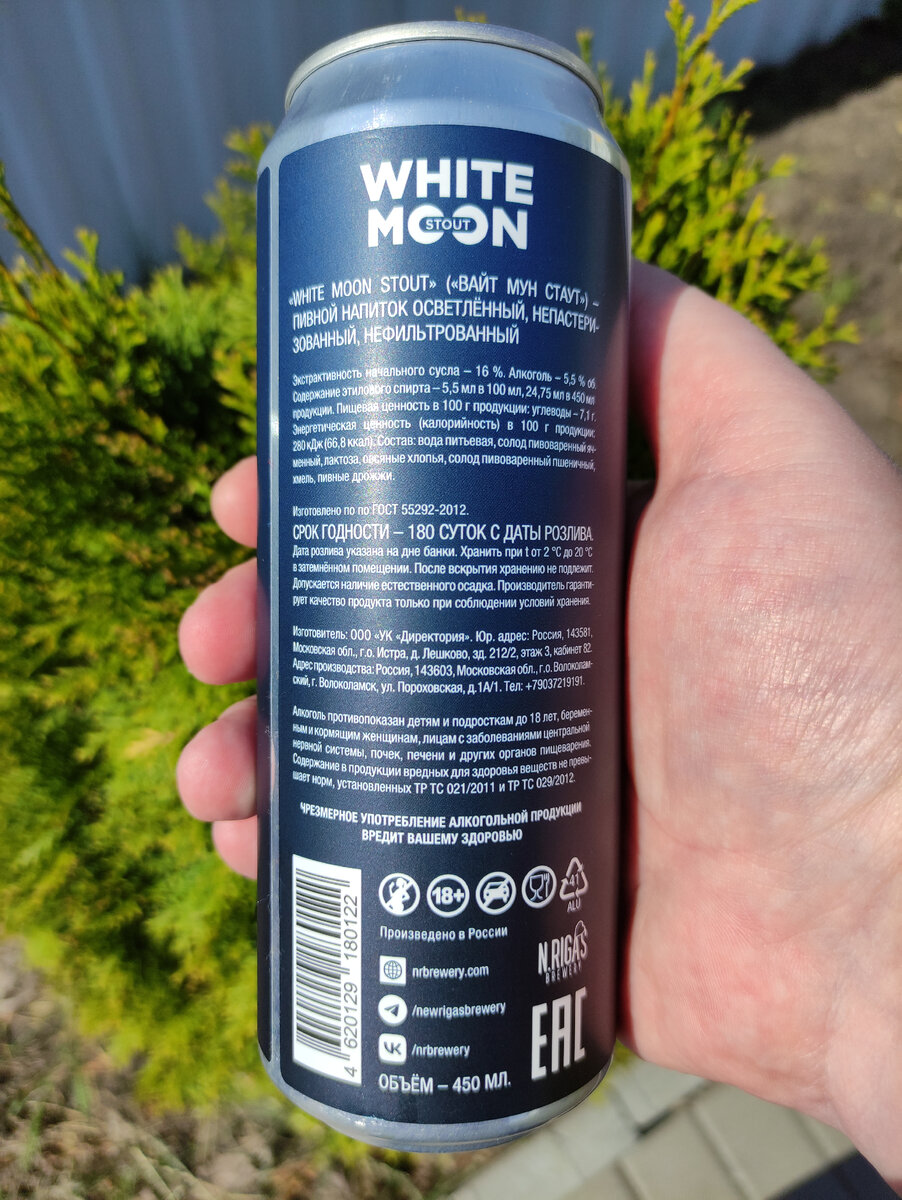 WHITE
MOON
STOUT
«WHITE MOON STOUT» («ВАЙТ МУН СТАУТ») –
ПИВНОЙ НАПИТОК ОСВЕТЛЁННЫЙ, НЕПАСТЕРИ-
ЗОВАННЫЙ, НЕФИЛЬТРОВАННЫЙ
Экстрактивность начального сусла – 16 %. Алкоголь – 5,5 % об.
Содержание этилового спирта – 5,5 мл в 100 мл, 24,75 мл в 450 мл
продукции. Пищевая ценность в 100 г продукции: углеводы – 7,1 г.
Энергетическая ценность (калорийность) в 100 г продукции:
280 кДж (66,8 ккал). Состав: вода питьевая, солод пивоваренный яч-
менный, лактоза, овсяные хлопья, солод пивоваренный пшеничный,
хмель, пивные дрожжи.
Изготовлено по по ГОСТ 55292-2012.
СРОК ГОДНОСТИ – 180 СУТОК С ДАТЫ РОЗЛИВА.
Дата розлива указана на дне банки. Хранить при t от 2 °C до 20 °C
в затемнённом помещении. После вскрытия хранению не подлежит.
Допускается наличие естественного осадка. Производитель гаранти-
рует качество продукта только при соблюдении условий хранения.
Изготовитель: ООО «УК «Директория». Юр. адрес: Россия, 143581,
Московская обл., г.о. Истра, д. Лешково, зд. 212/2, этаж 3, кабинет 82.
Адрес производства: Россия, 143603, Московская обл., г.о. Волоколам-
ский, г. Волоколамск, ул. Пороховская, д.1А/1. Тел: +79037219191.
Алкоголь противопоказан детям и подросткам до 18 лет, беремен-
ным и кормящим женщинам, лицам с заболеваниями центральной
нервной системы, почек, печени и других органов пищеварения.
Содержание в продукции вредных для здоровья веществ не превы-
шает норм, установленных ТР ТС 021/2011 и ТР ТС 029/2012.
ЧРЕЗМЕРНОЕ УПОТРЕБЛЕНИЕ АЛКОГОЛЬНОЙ ПРОДУКЦИИ
ВРЕДИТ ВАШЕМУ ЗДОРОВЬЮ
18+
41
ALU
Произведено в России
N.RIGA'S
BREWERY
nrbrewery.com
/newrigasbrewery
/nrbrewery
EAC
ОБЪЁМ – 450 МЛ.
4 620129 180122